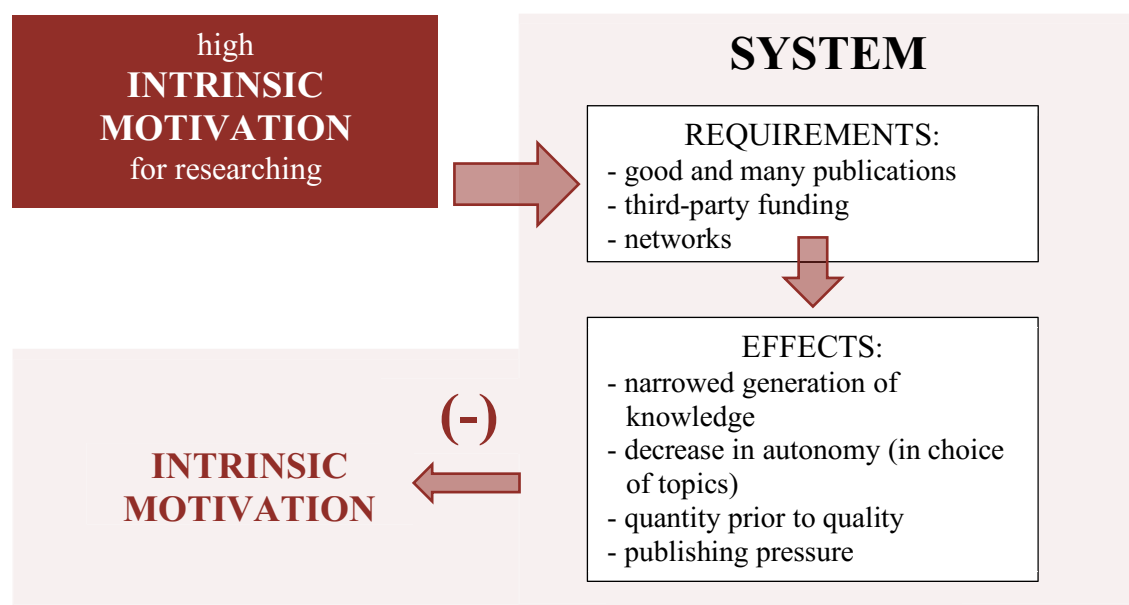 high
INTRINSIC
MOTIVATION
for researching
SYSTEM
REQUIREMENTS:
- good and many publications
- third-party funding
- networks
EFFECTS:
- narrowed generation of
knowledge
- decrease in autonomy (in choice
of topics)
- quantity prior to quality
- publishing pressure
(-)
INTRINSIC
MOTIVATION